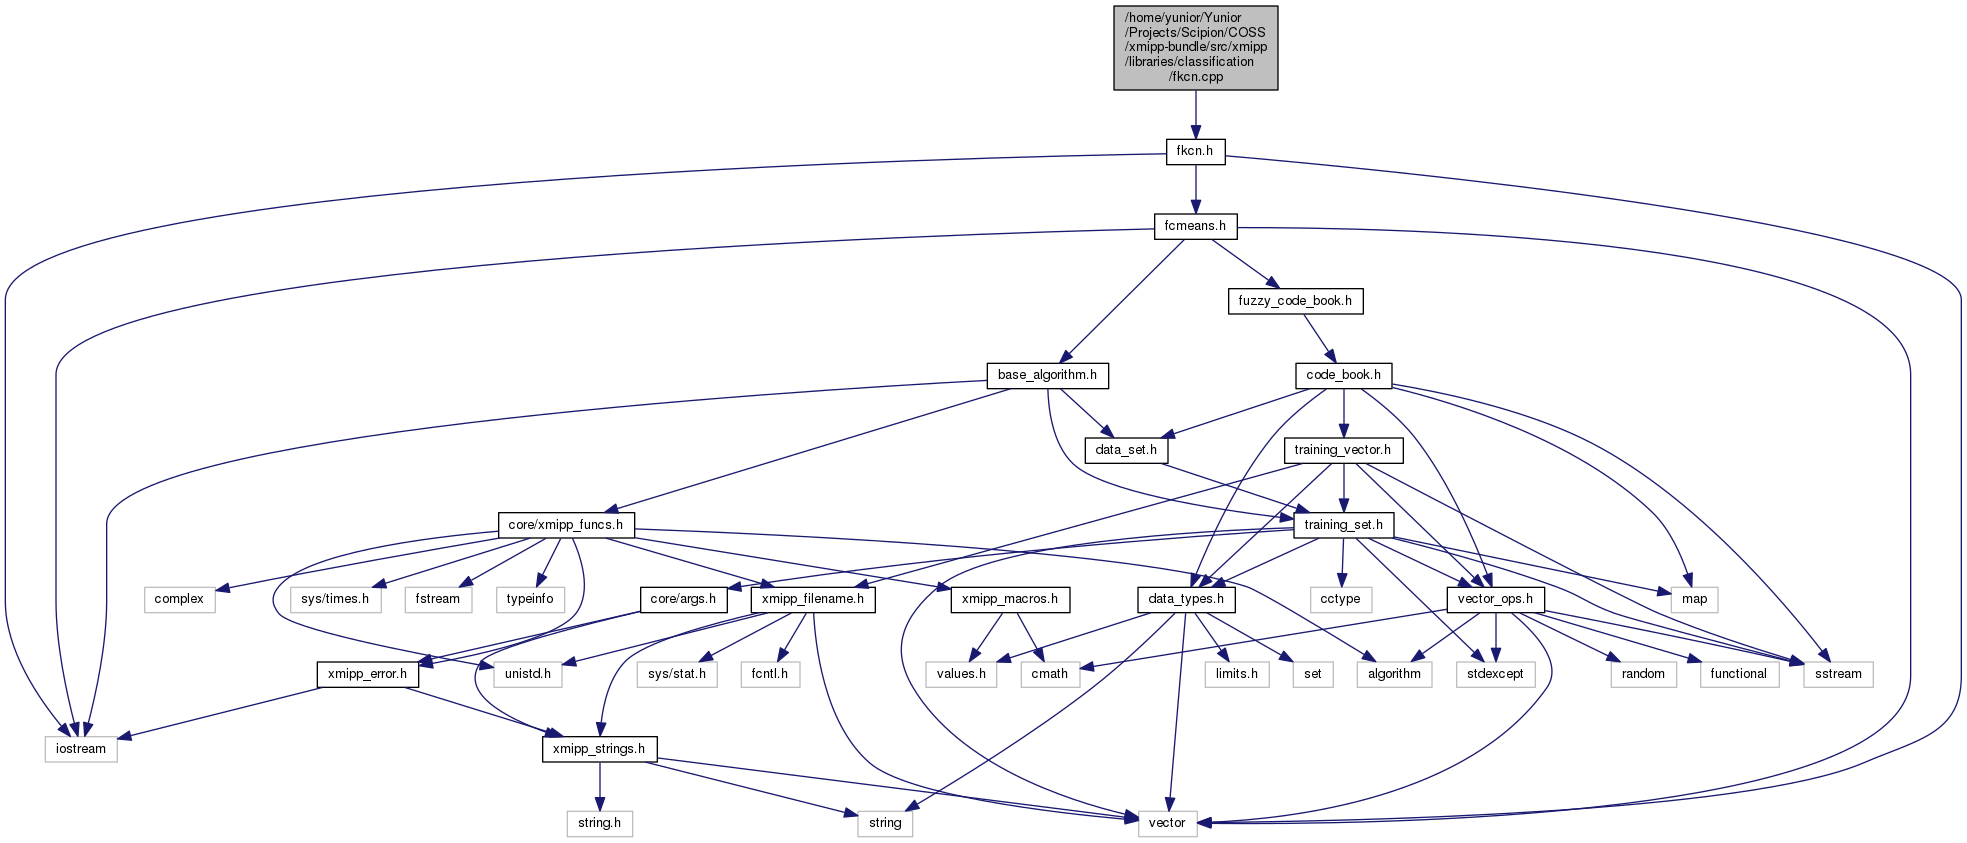 /home/yunior/Yunior
/Projects/Scipion/COSS
/xmipp-bundle/src/xmipp
/libraries/classification
/fkcn.cpp
fkcn.h
fcmeans.h
fuzzy_code_book.h
base_algorithm.h
code_book.h
data_set.h
training_vector.h
core/xmipp_funcs.h
training_set.h
complex
sys/times.h
fstream
typeinfo
core/args.h
xmipp_filename.h
xmipp_macros.h
data_types.h
cctype
vector_ops.h
map
xmipp_error.h
unistd.h
sys/stat.h
fcntl.h
values.h
cmath
limits.h
set
algorithm
stdexcept
random
functional
sstream
iostream
xmipp_strings.h
string.h
string
vector